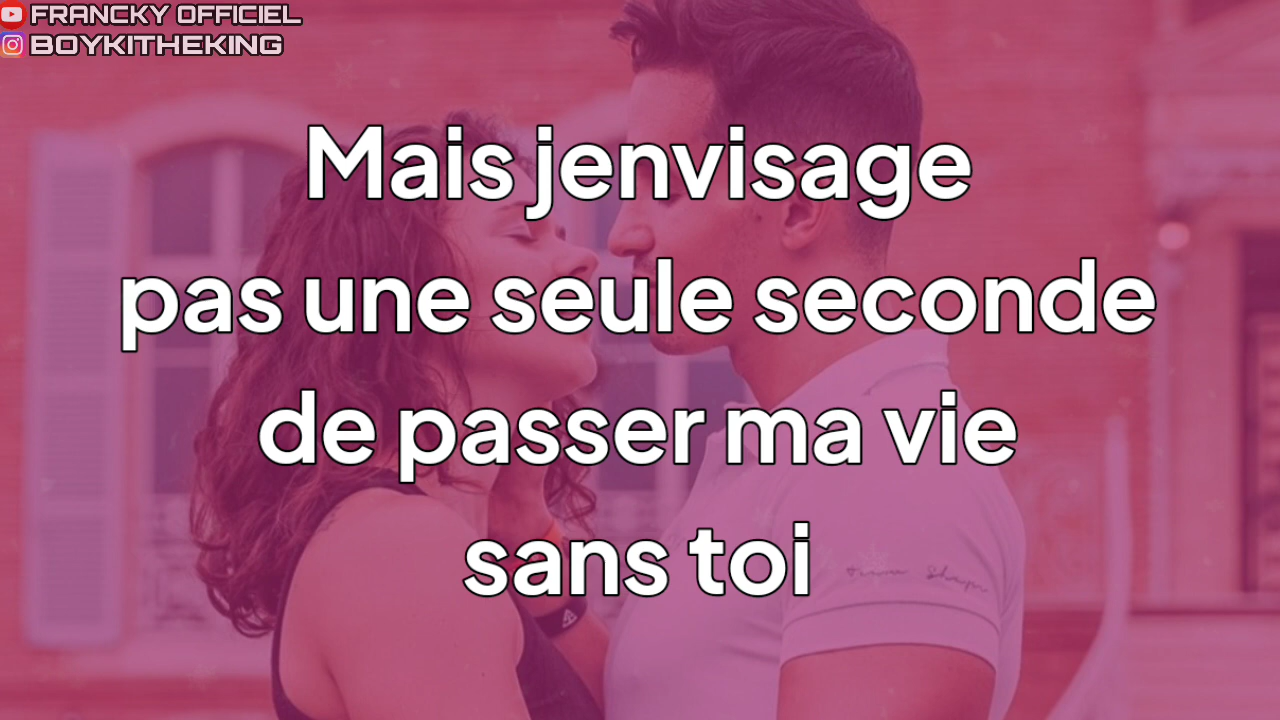 FRANCKY OFFICIEL
BOYKITHEKING
Mais jenvisage
pas une seule seconde
de passer ma vie
sans toi